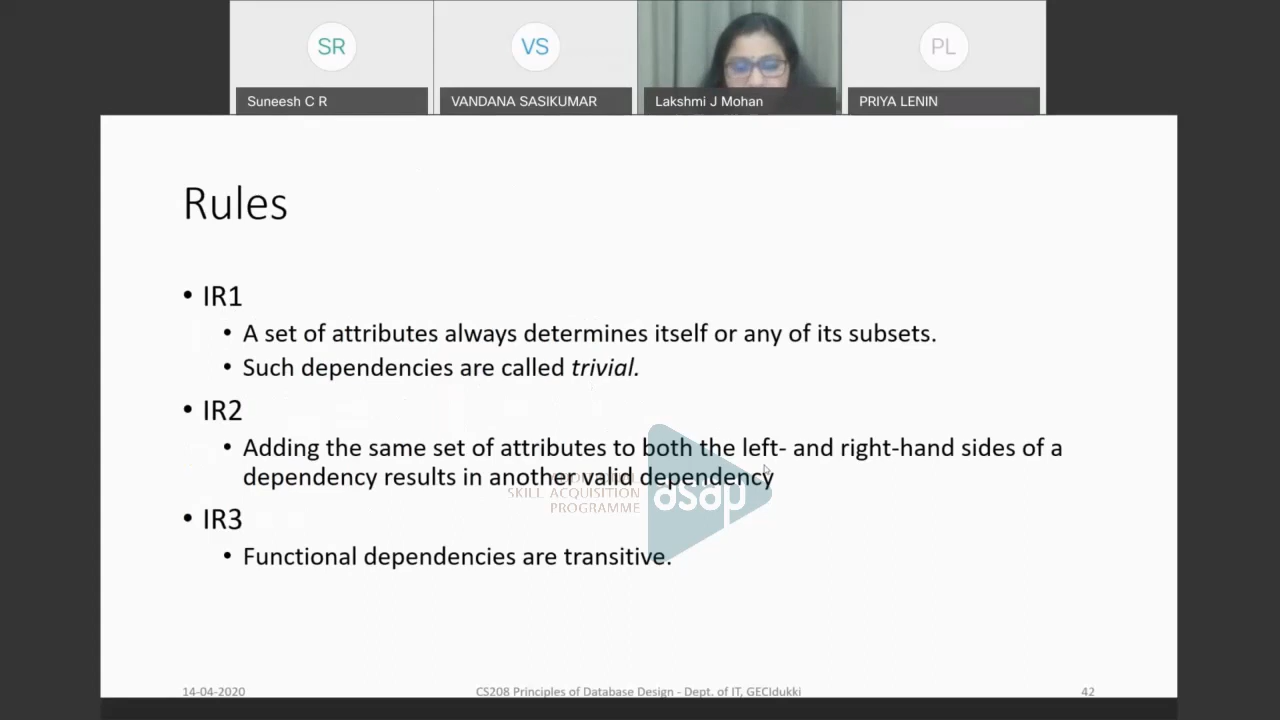 SR
VS
PL
Suneesh C R
VANDANA SASIKUMAR
Lakshmi J Mohan
PRIYA LENIN
Rules
• IR1
• A set of attributes always determines itself or any of its subsets.
• Such dependencies are called trivial.
• IR2
• Adding the same set of attributes to both the left- and right-hand sides of a
dependency results in another valid dependency
SKILL ACQUISITION
PROGRAMME
asap
• IR3
• Functional dependencies are transitive.
14-04-2020
CS208 Principles of Database Design - Dept. of IT, GECIdukki
42